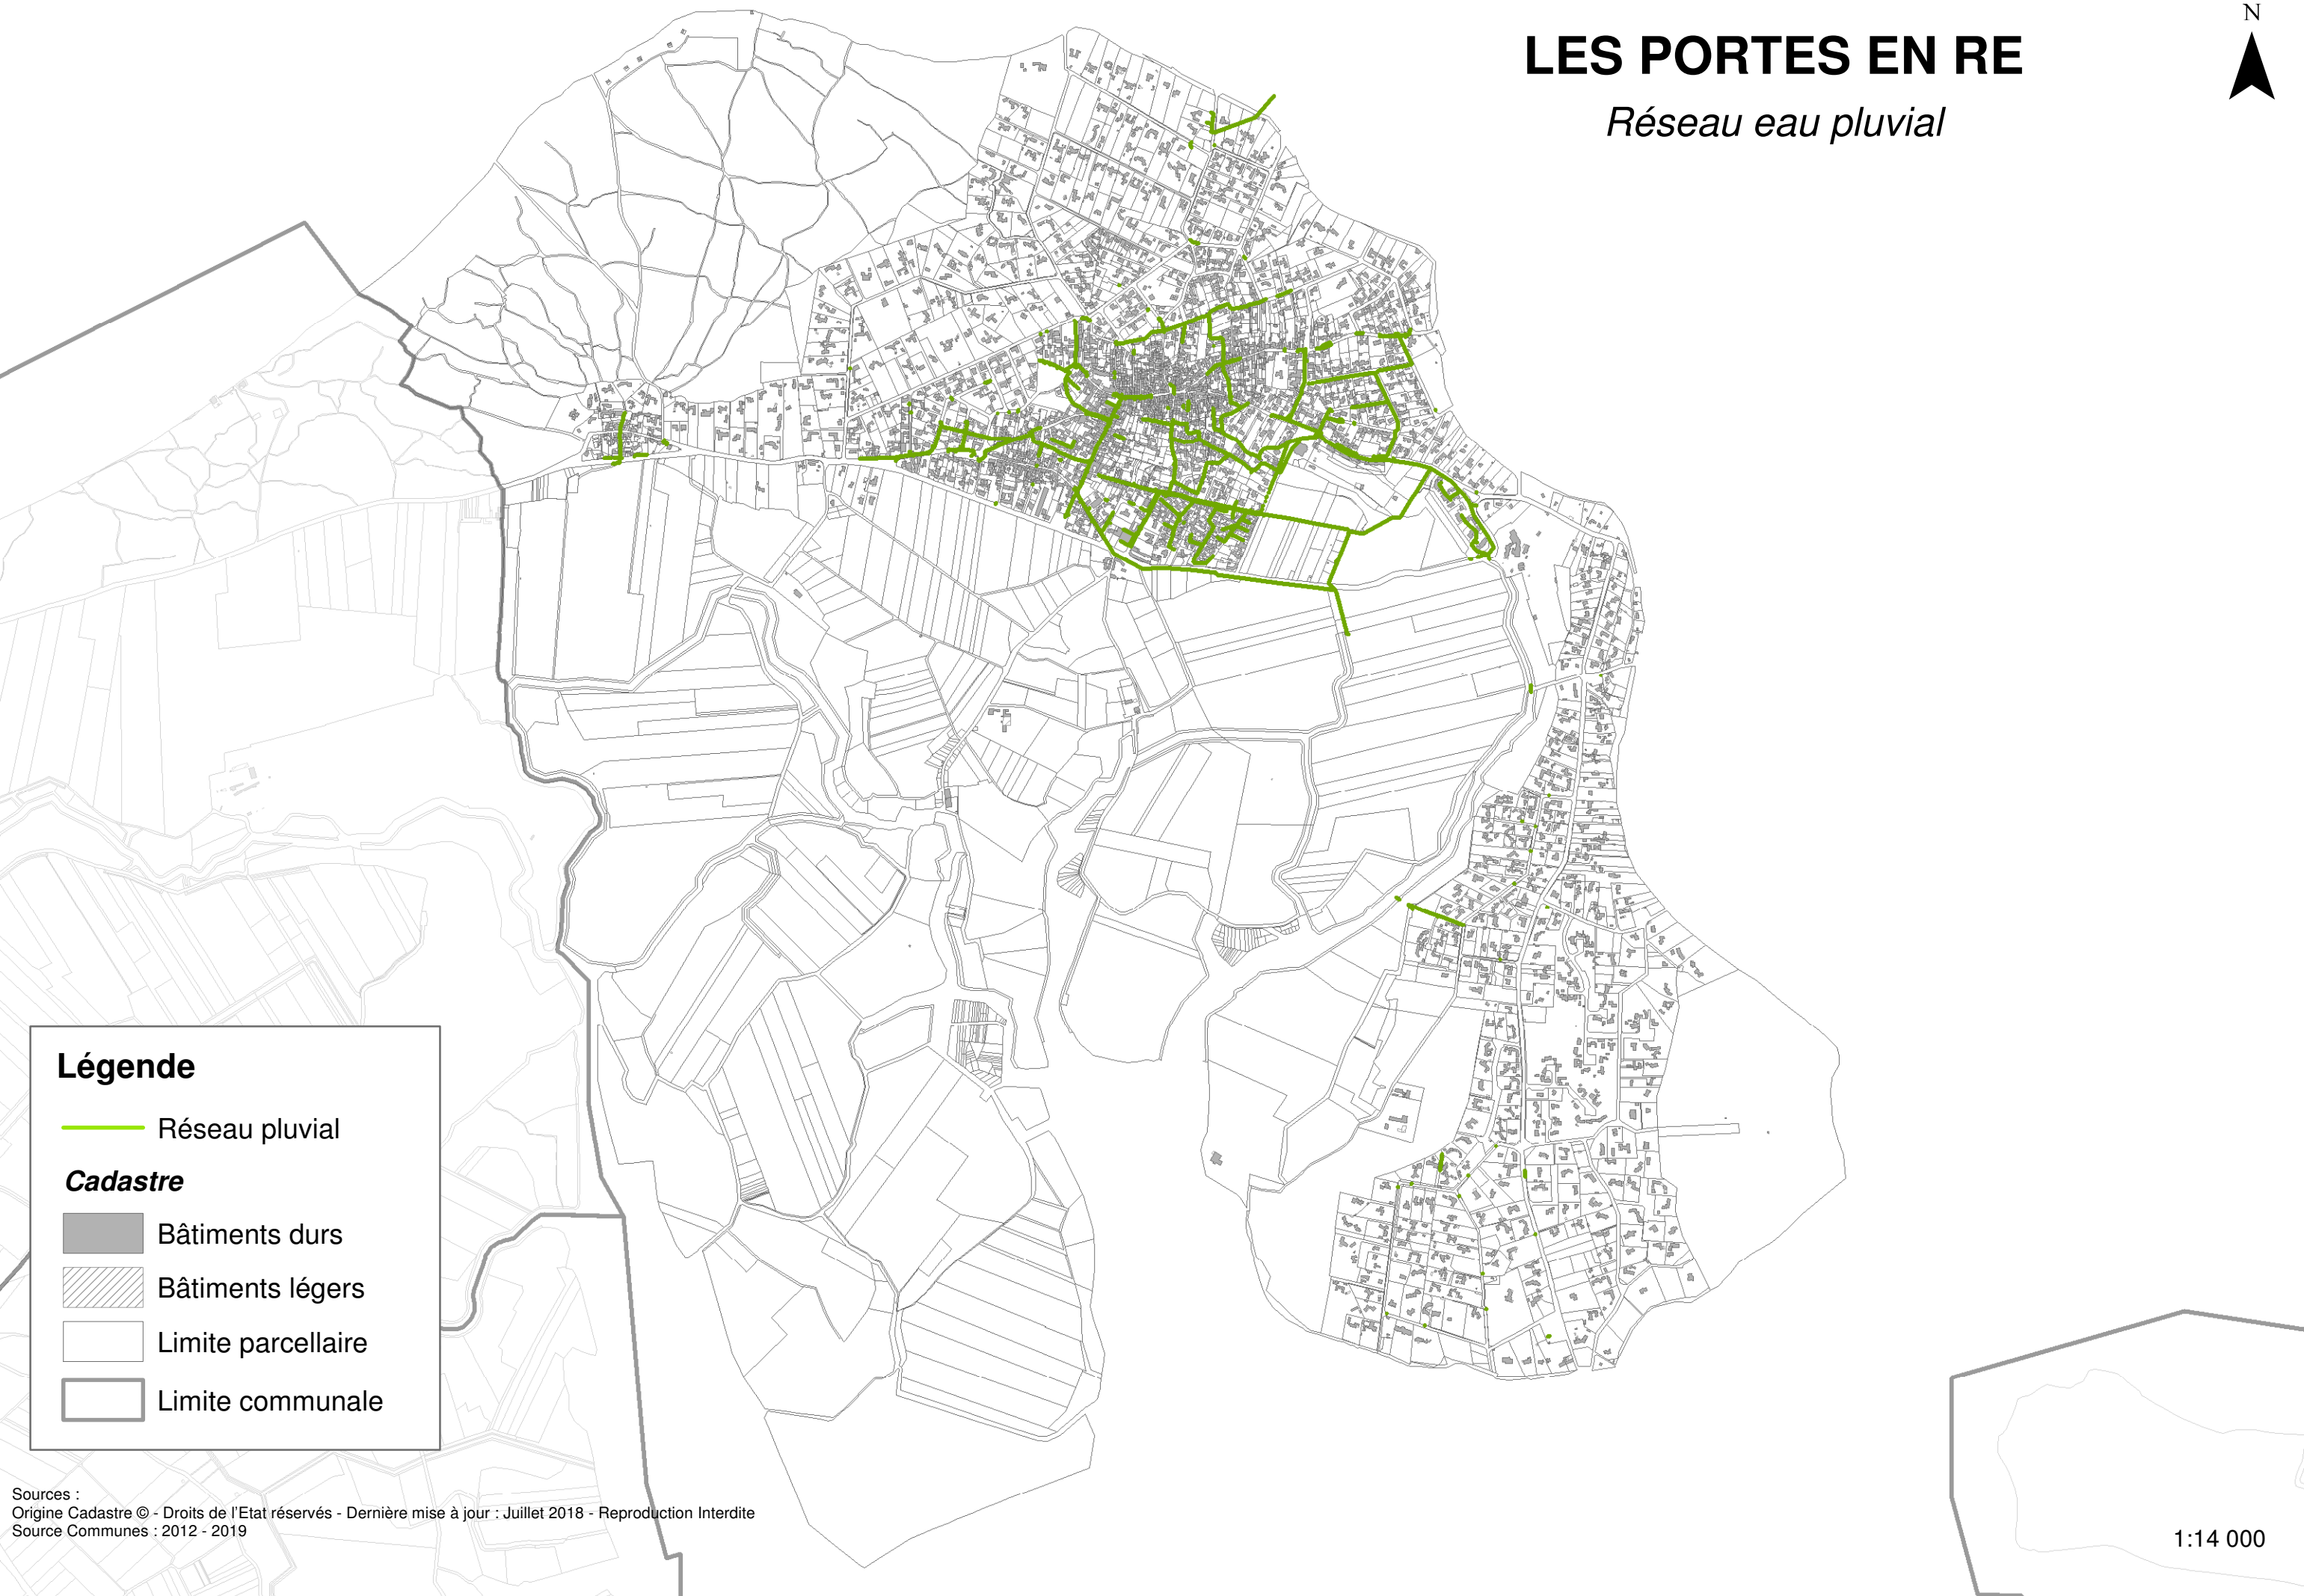 LES PORTES EN RE
Réseau eau pluvial
N
Légende
Réseau pluvial
Cadastre
Bâtiments durs
Bâtiments légers
Limite parcellaire
Limite communale
Sources :
Origine Cadastre © - Droits de l'Etat réservés - Dernière mise à jour : Juillet 2018 - Reproduction Interdite
Source Communes : 2012 - 2019
1:14 000